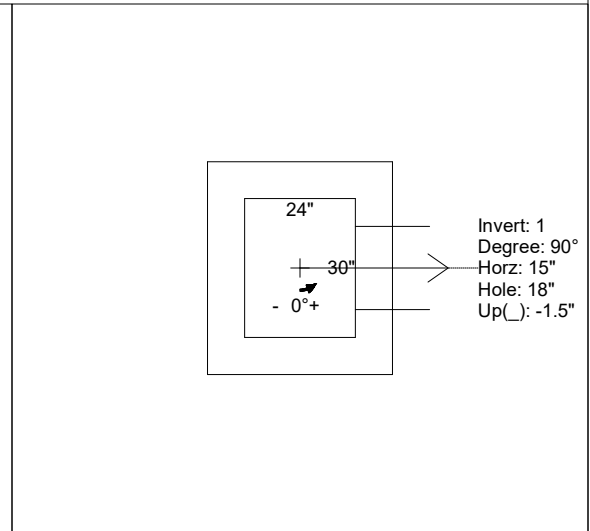 24"
30"
- 0°+
Invert: 1
Degree: 90°
Horz: 15"
Hole: 18"
Up(_): -1.5"